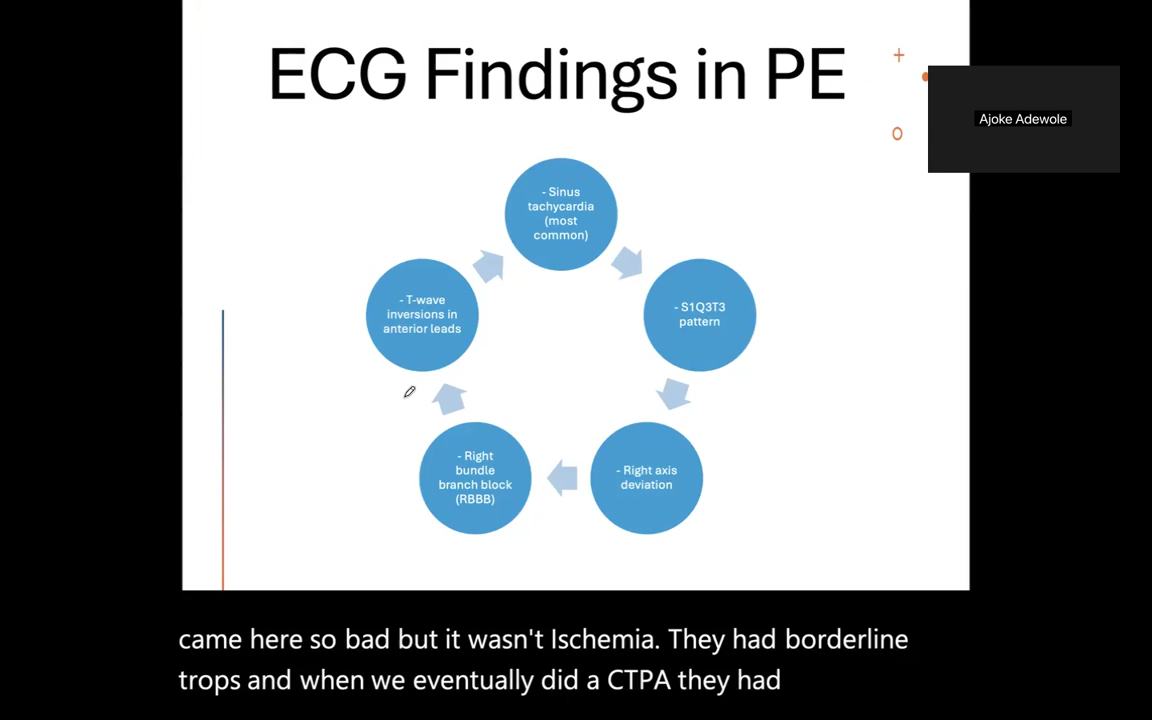 ECG Findings in PE
Ajoke Adewole
- Sinus
tachycardia
(most
common)
- S1Q3T3
pattern
- Right axis
deviation
- Right
bundle
branch block
(RBBB)
- T-wave
inversions in
anterior leads
came here so bad but it wasn't Ischemia. They had borderline
trops and when we eventually did a CTPA they had